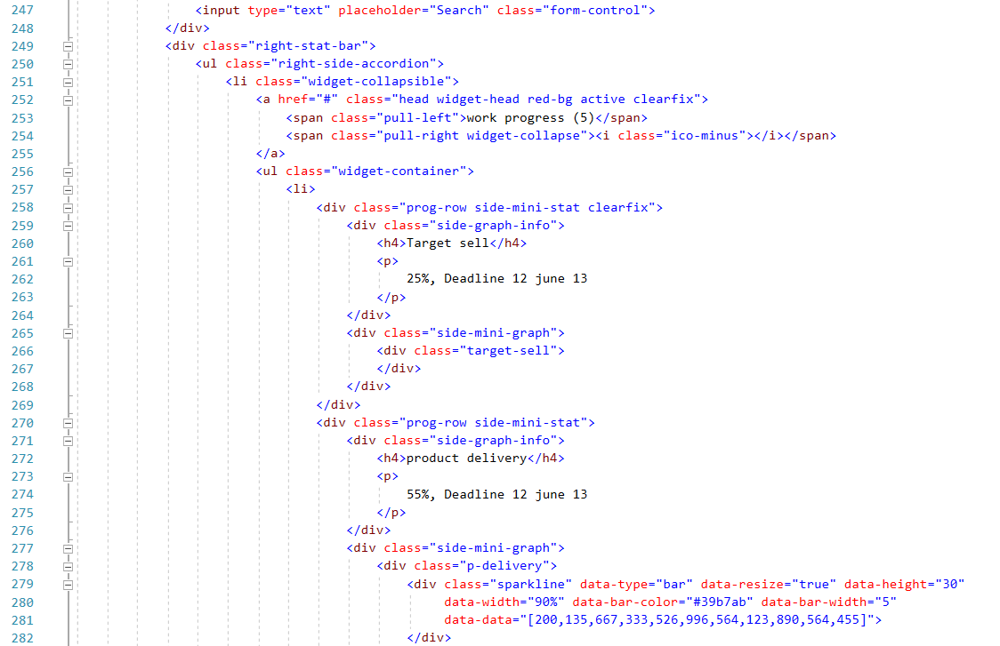 247 <input type="text" placeholder="Search" class="form-control">
248 </div>
249 <div class="right-stat-bar">
250 <ul class="right-side-accordion">
251 <li class="widget-collapsible">
252 <a href="#" class="head widget-head red-bg active clearfix">
253 <span class="pull-left">work progress (5)</span>
254 <span class="pull-right widget-collapse"><i class="ico-minus"></i></span>
255 </a>
256 <ul class="widget-container">
257 <li>
258 <div class="prog-row side-mini-stat clearfix">
259 <div class="side-graph-info">
260 <h4>Target sell</h4>
261 <p>
262 25%, Deadline 12 june 13
263 </p>
264 </div>
265 <div class="side-mini-graph">
266 <div class="target-sell">
267 </div>
268 </div>
269 </div>
270 <div class="prog-row side-mini-stat">
271 <div class="side-graph-info">
272 <h4>product delivery</h4>
273 <p>
274 55%, Deadline 12 june 13
275 </p>
276 </div>
277 <div class="side-mini-graph">
278 <div class="p-delivery">
279 <div class="sparkline" data-type="bar" data-resize="true" data-height="30"
280 data-width="90%" data-bar-color="#39b7ab" data-bar-width="5"
281 data-data="[200,135,667,333,526,996,564,123,890,564,455]">
282 </div>